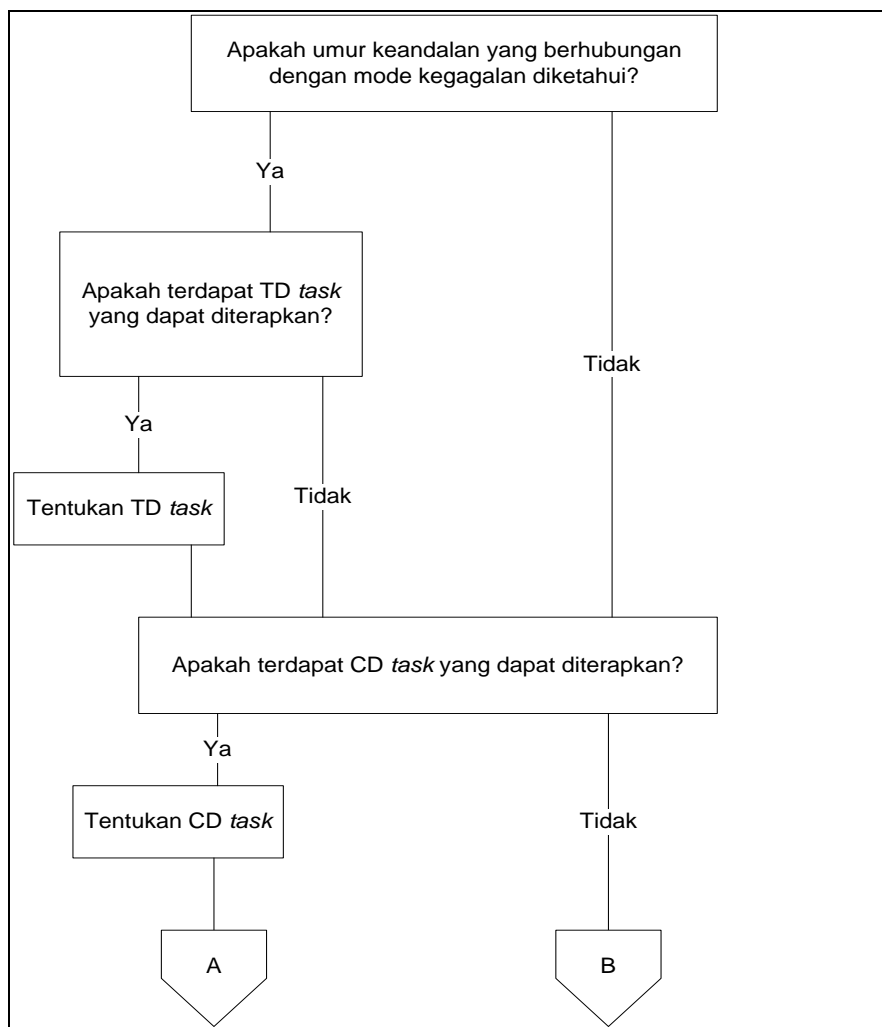 Apakah umur keandalan yang berhubungan
dengan mode kegagalan diketahui?
Ya
Apakah terdapat TD task
yang dapat diterapkan?
Tidak
Ya
Tentukan TD task
Tidak
Apakah terdapat CD task yang dapat diterapkan?
Ya
Tentukan CD task
Tidak
A
B